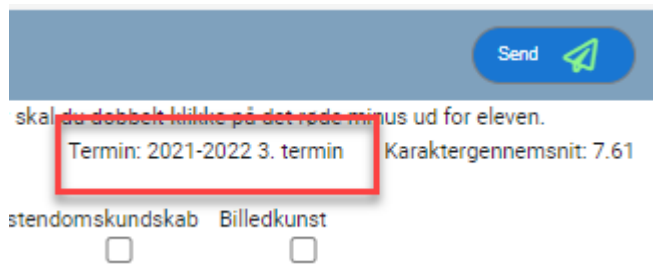 Send
skal du dobbelt klikke på det røde minus ud for eleven.
Termin: 2021-2022 3. termin Karaktergennemsnit: 7.61
stendomskundskab Billedkunst